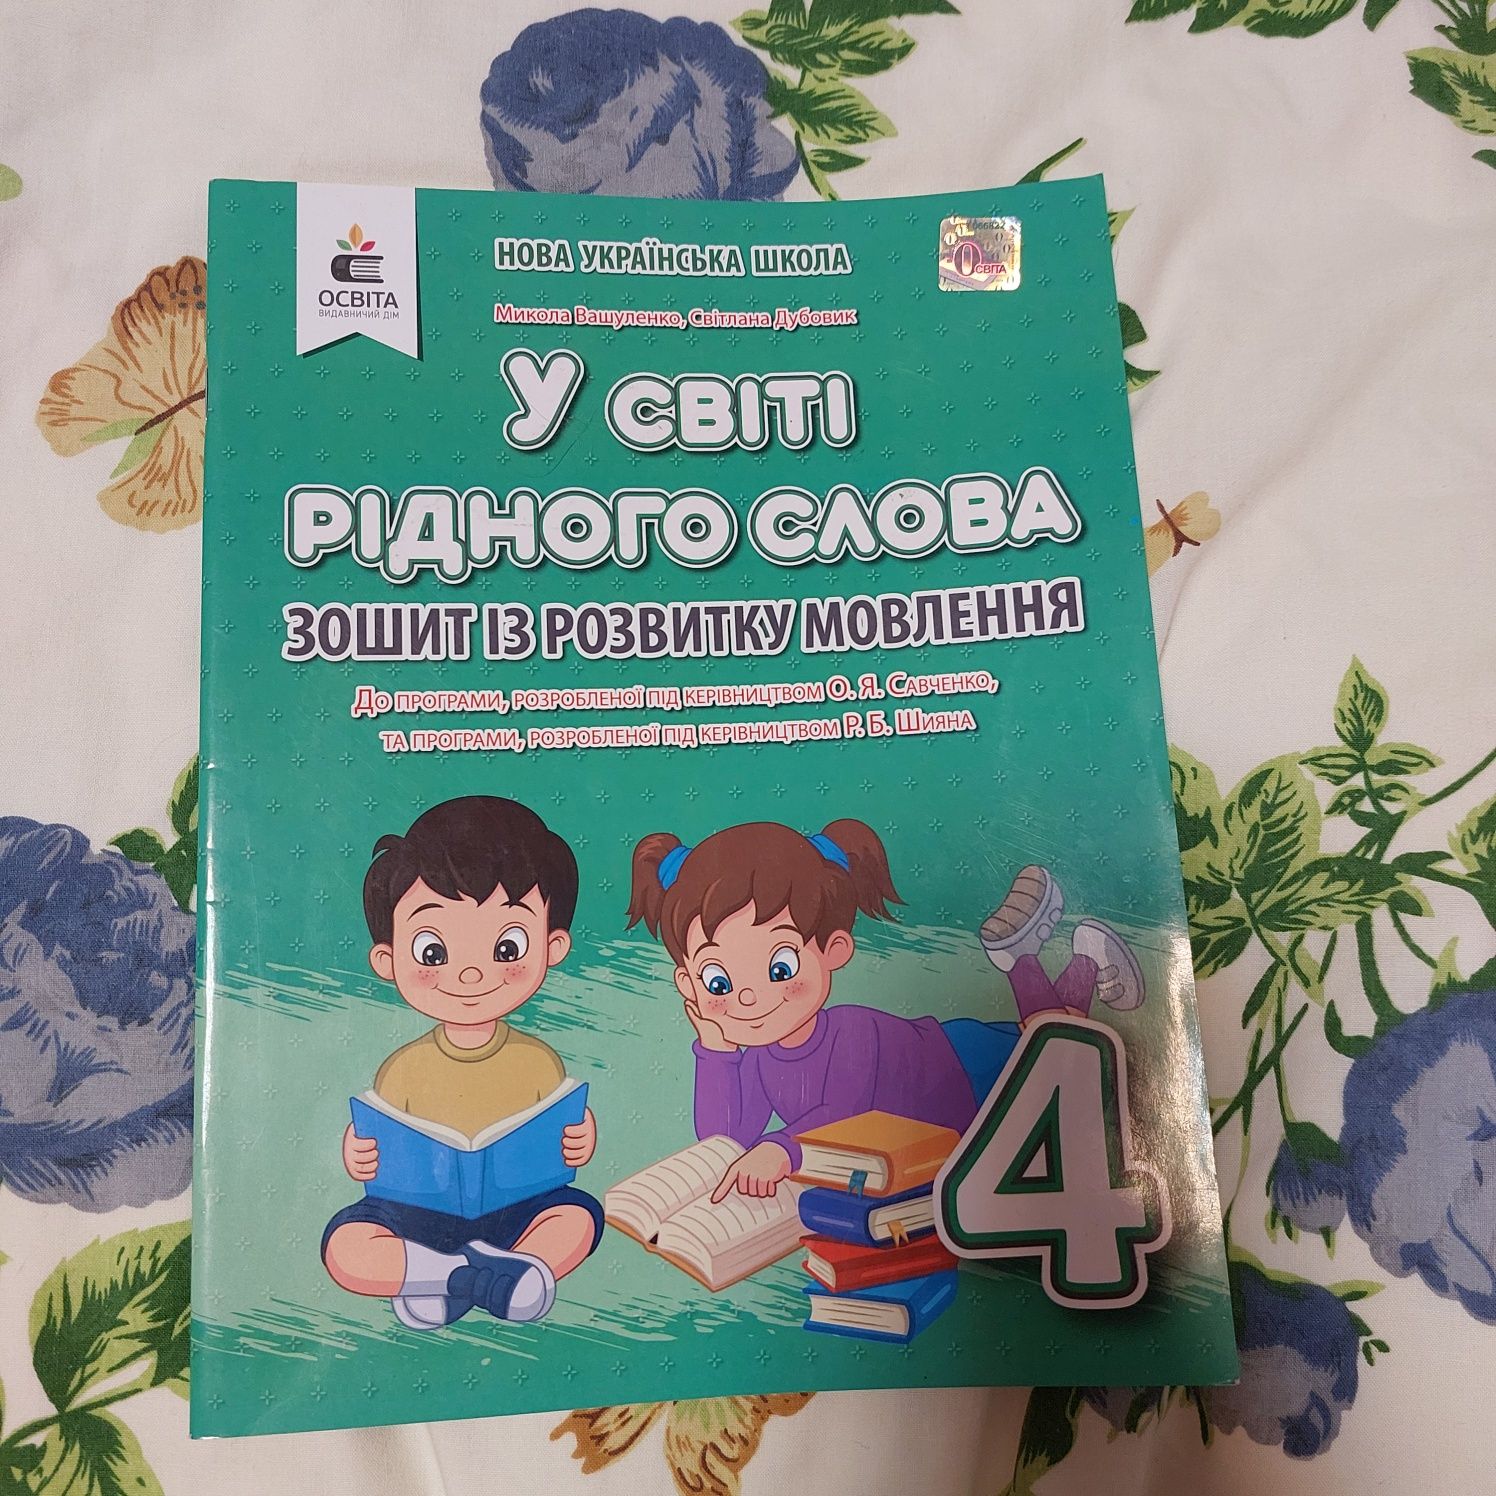 ОСВІТА
ВИДАВНИЧИЙ ДІМ
НОВА УКРАЇНСЬКА ШКОЛА
ОСВІТА
Микола Вашуленко, Світлана Дубовик
У СВІТІ
РІДНОГО СЛОВА
ЗОШИТ ІЗ РОЗВИТКУ МОВЛЕННЯ
До програми, розробленої під керівництвом О. Я. Савченко,
та програми, розробленої під керівництвом Р. Б. Шияна
4